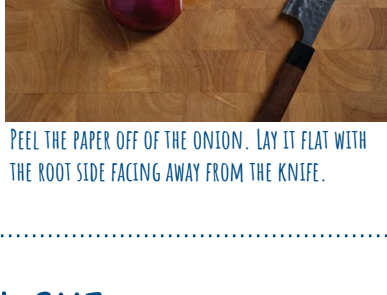 Peel the paper off of the onion. Lay it flat with
the root side facing away from the knife.